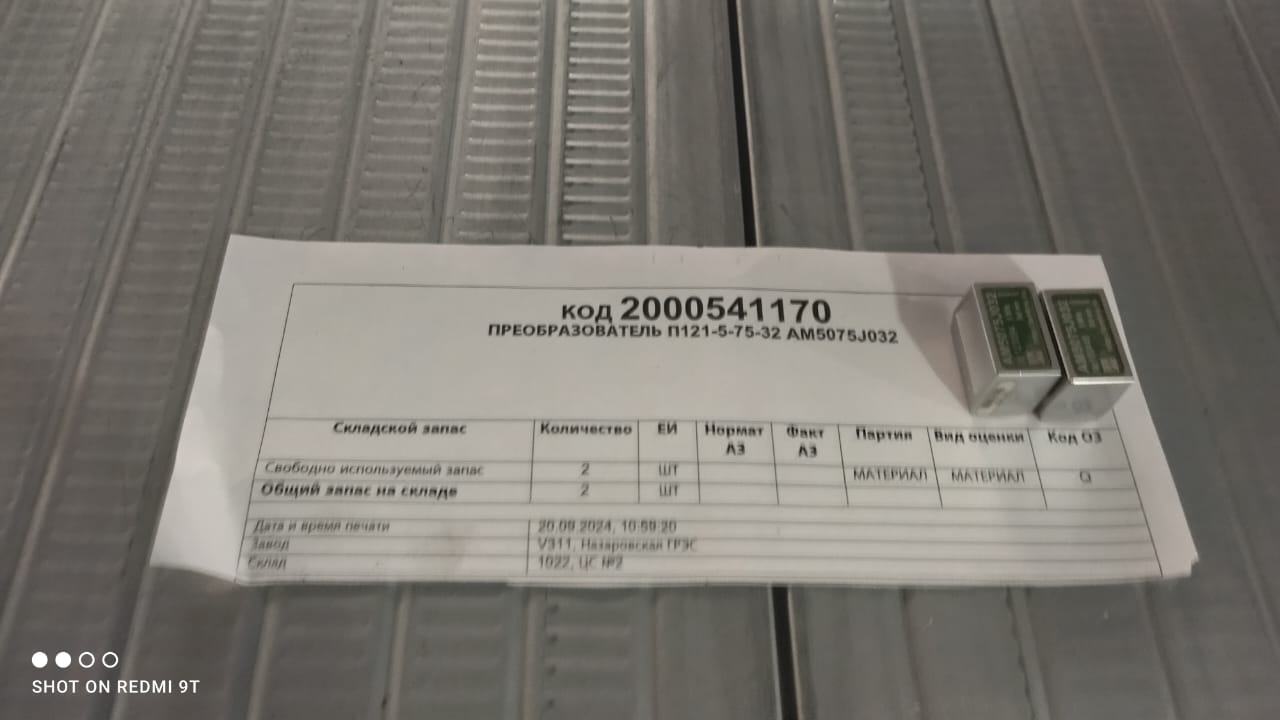 код 2000541170
ПРЕОБРАЗОВАТЕЛЬ П121-5-75-32 AM5075J032
Складской запас Количество ЕИ Нормат АЗ Факт АЗ Партия Вид оценки Код ОЗ
Свободно используемый запас 2 ШТ МАТЕРИАЛ МАТЕРИАЛ Q
Общий запас на складе 2 ШТ
Дата и время печати 20.09.2024, 10:59:20
Завод V311, Назаровская ГРЭС
Склад 1022, ЦС №2
SHOT ON REDMI 9T